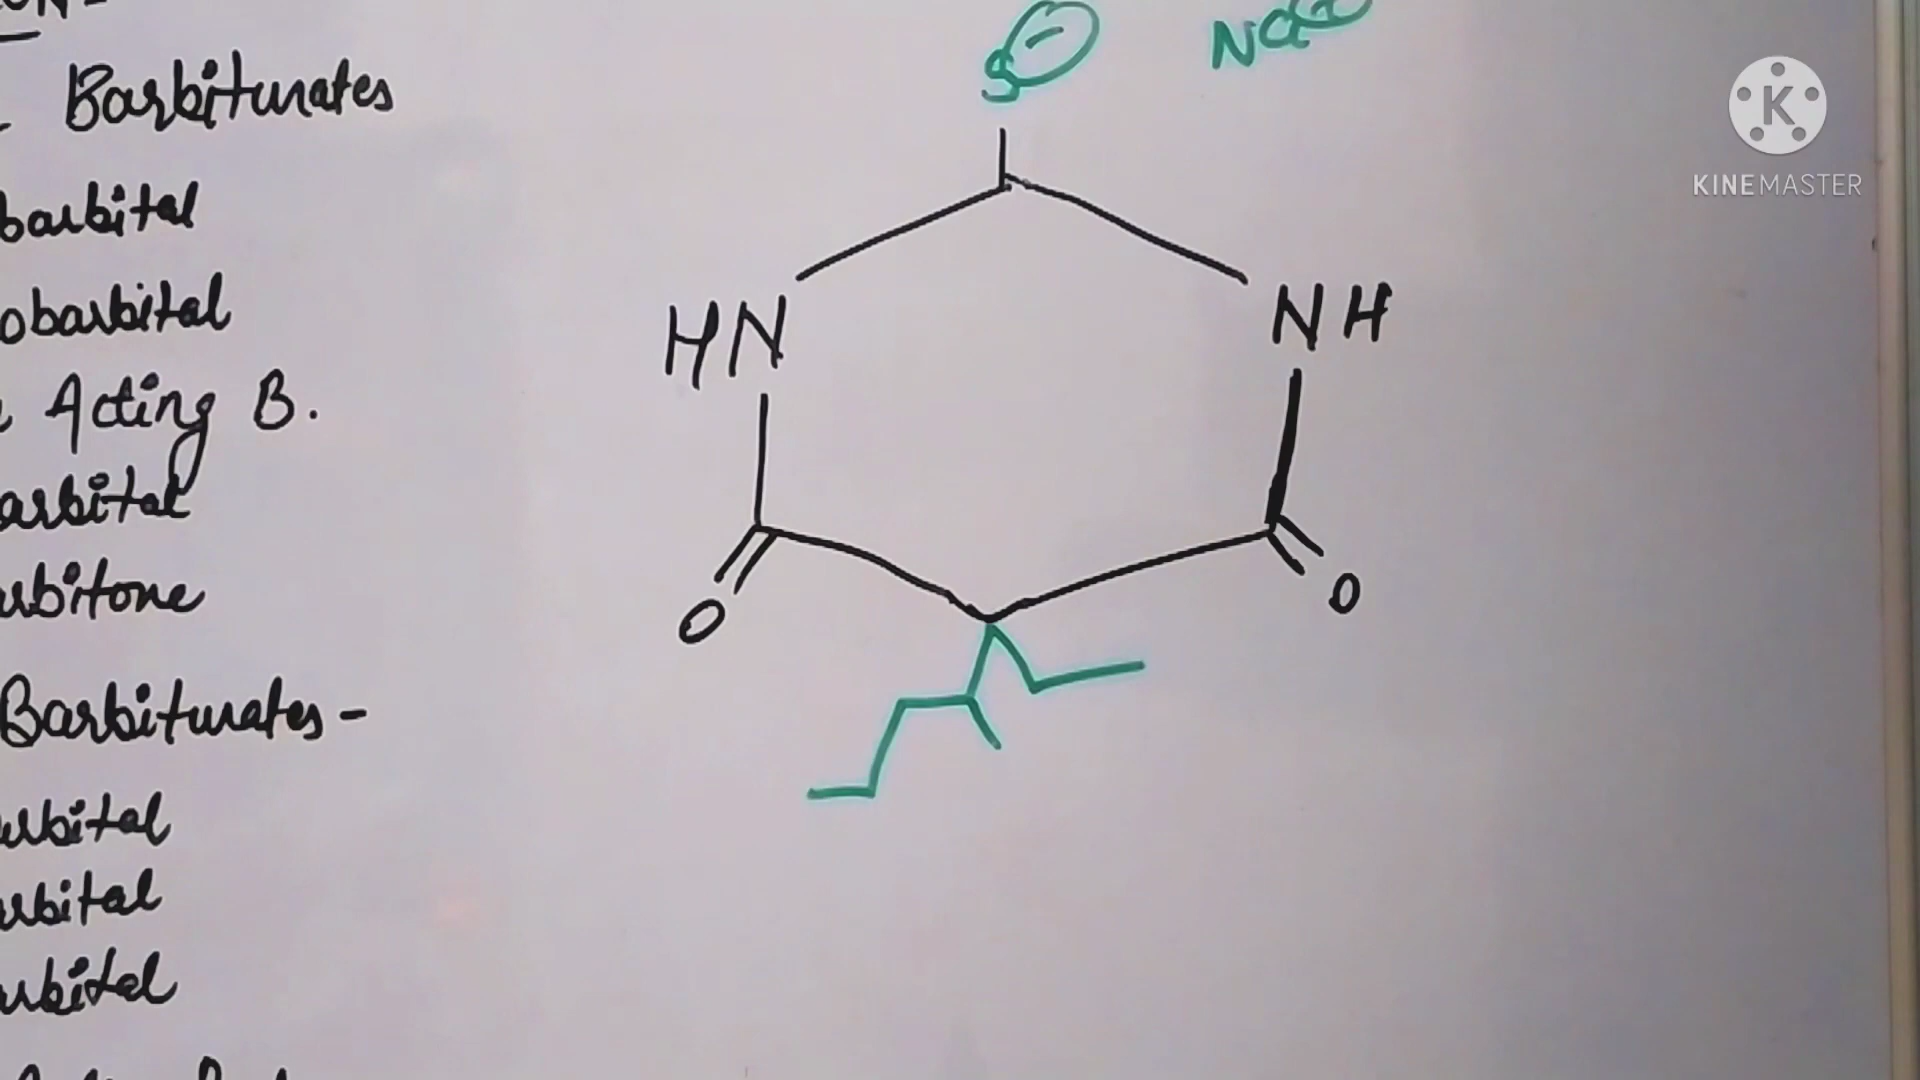 Barbiturates
barbital
obarbital
Acting B.
arbital
rbitone
Barbiturates-
rbital
rbital
rbital
S⊖ Na
HN
NH
O
O
KINEMASTER